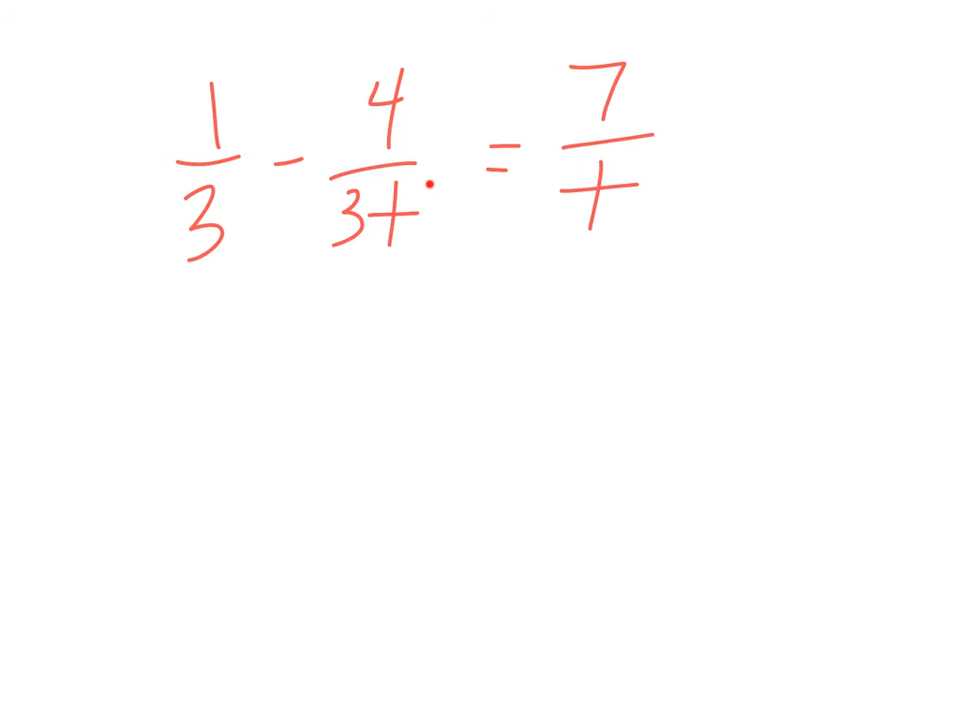 1/3 - 4/3t = 7/t